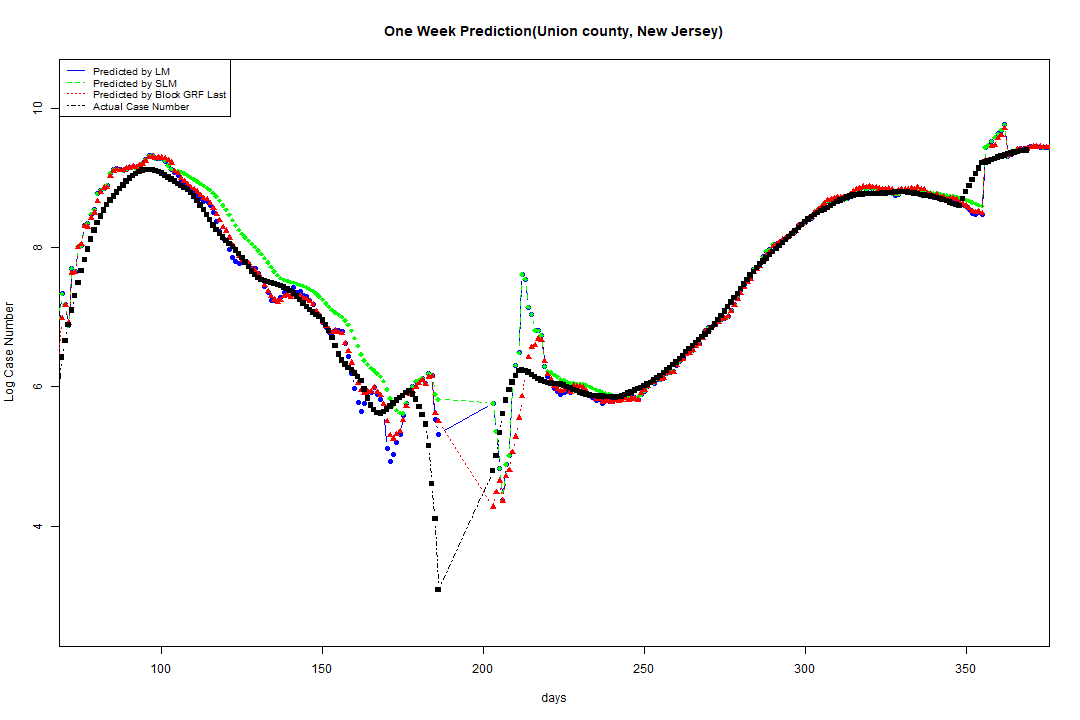 One Week Prediction(Union county, New Jersey)
Predicted by LM
Predicted by SLM
Predicted by Block GRF Last
Actual Case Number
Log Case Number
10
8
6
4
100 150 200 250 300 350
days